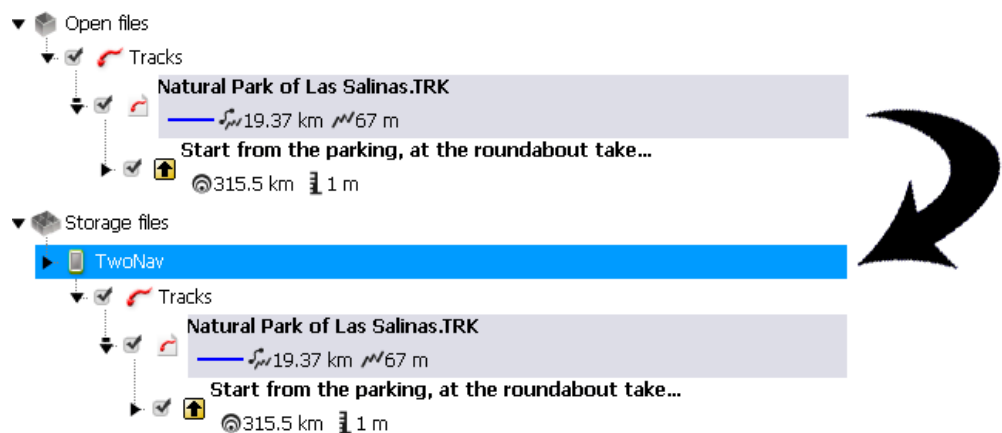 Open files
Tracks
Natural Park of Las Salinas.TRK
19.37 km 67 m
Start from the parking, at the roundabout take...
315.5 km 1 m
Storage files
TwoNav
Tracks
Natural Park of Las Salinas.TRK
19.37 km 67 m
Start from the parking, at the roundabout take...
315.5 km 1 m